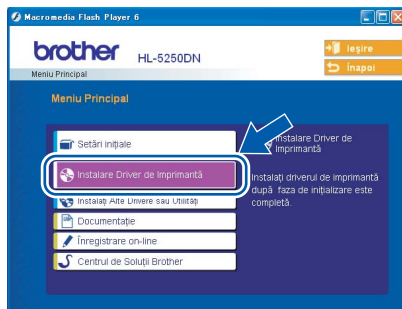 Macromedia Flash Player 6
brother
HL-5250DN
Ieşire
Înapoi
Meniu Principal
Meniu Principal
Setări iniţiale
Instalare Driver de Imprimantă
Instalaţi Alte Drivere sau Utilităţi
Documentaţie
Înregistrare on-line
Centrul de Soluţii Brother
Instalare Driver de
Imprimantă
Instalaţi driverul de imprimantă
după faza de iniţializare este
completă.